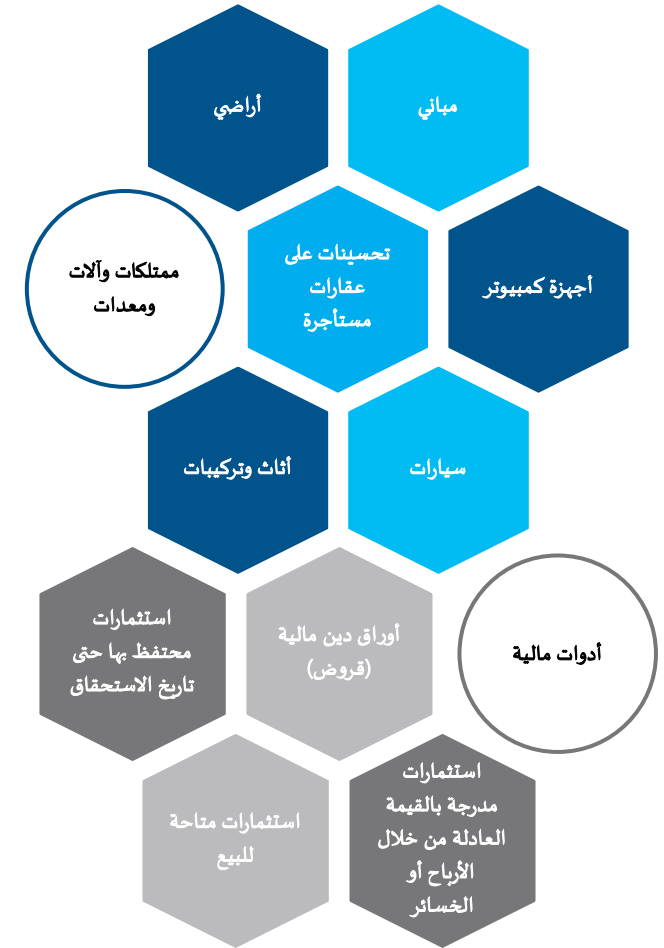 مباني
أراضي
أجهزة كمبيوتر
تحسينات على
عقارات
مستأجرة
ممتلكات وآلات
ومعدات
سيارات
أثاث وتركيبات
أدوات مالية
أوراق دين مالية
(قروض)
استثمارات
محتفظ بها حتى
تاريخ الاستحقاق
استثمارات
مدرجة بالقيمة
العادلة من خلال
الأرباح أو
الخسائر
استثمارات متاحة
للبيع